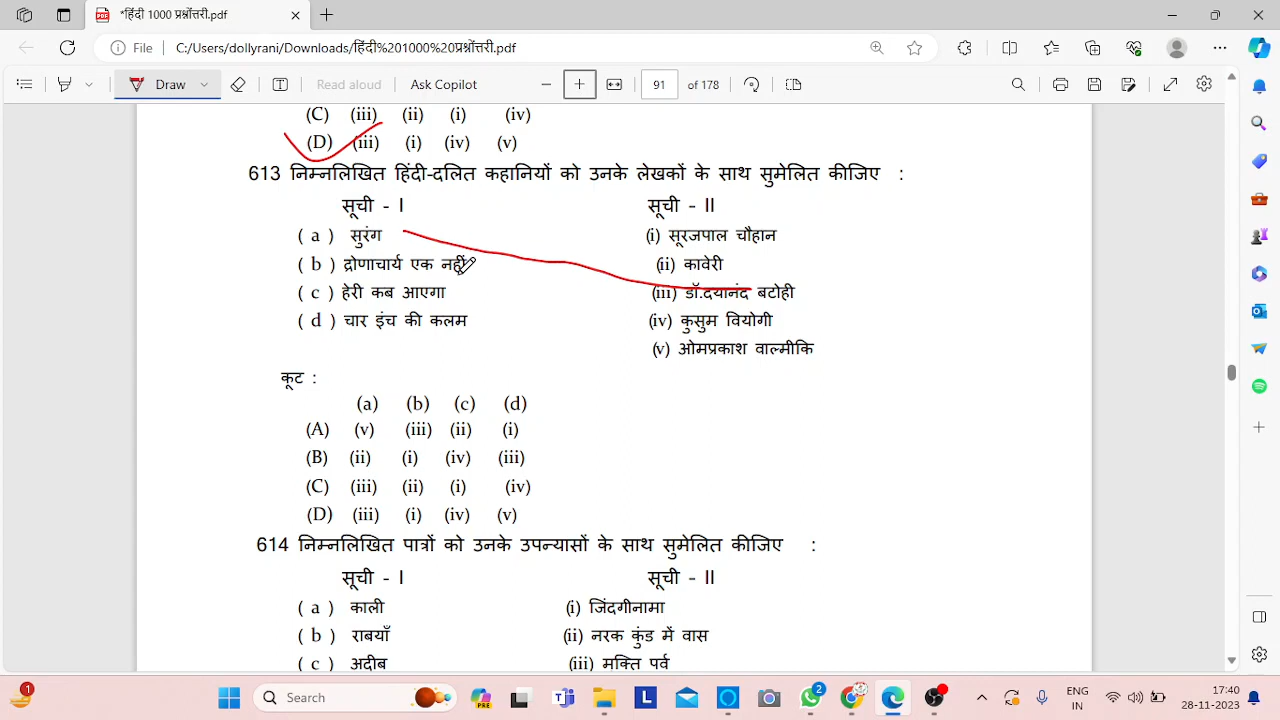 *हिंदी 1000 प्रश्नोंत्तरी.pdf
File C:/Users/dollyrani/Downloads/हिंदी%201000%20प्रश्नोंत्तरी.pdf
Draw Read aloud Ask Copilot 91 of 178
(C) (iii) (ii) (i) (iv)
(D) (iii) (i) (iv) (v)
613 निम्नलिखित हिंदी-दलित कहानियों को उनके लेखकों के साथ सुमेलित कीजिए :
सूची - I सूची - II
( a ) सुरंग (i) सूरजपाल चौहान
( b ) द्रोणाचार्य एक नहीं (ii) कावेरी
( c ) हेरी कब आएगा (iii) डॉ.दयानंद बटोही
( d ) चार इंच की कलम (iv) कुसुम वियोगी
(v) ओमप्रकाश वाल्मीकि
कूट :
(a) (b) (c) (d)
(A) (v) (iii) (ii) (i)
(B) (ii) (i) (iv) (iii)
(C) (iii) (ii) (i) (iv)
(D) (iii) (i) (iv) (v)
614 निम्नलिखित पात्रों को उनके उपन्यासों के साथ सुमेलित कीजिए :
सूची - I सूची - II
( a ) काली (i) जिंदगीनामा
( b ) राबयाँ (ii) नरक कुंड में वास
( c ) अदीब (iii) मुक्ति पर्व
1 Search PRE L 2 ENG IN 17:40 28-11-2023